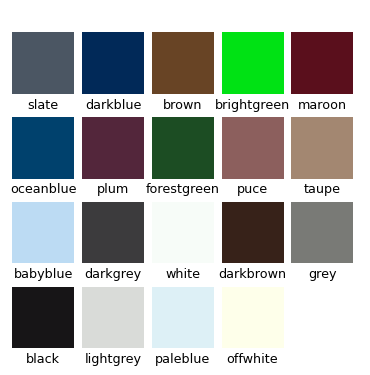 slate darkblue brown brightgreen maroon
oceanblue plum forestgreen puce taupe
babyblue darkgrey white darkbrown grey
black lightgrey paleblue offwhite